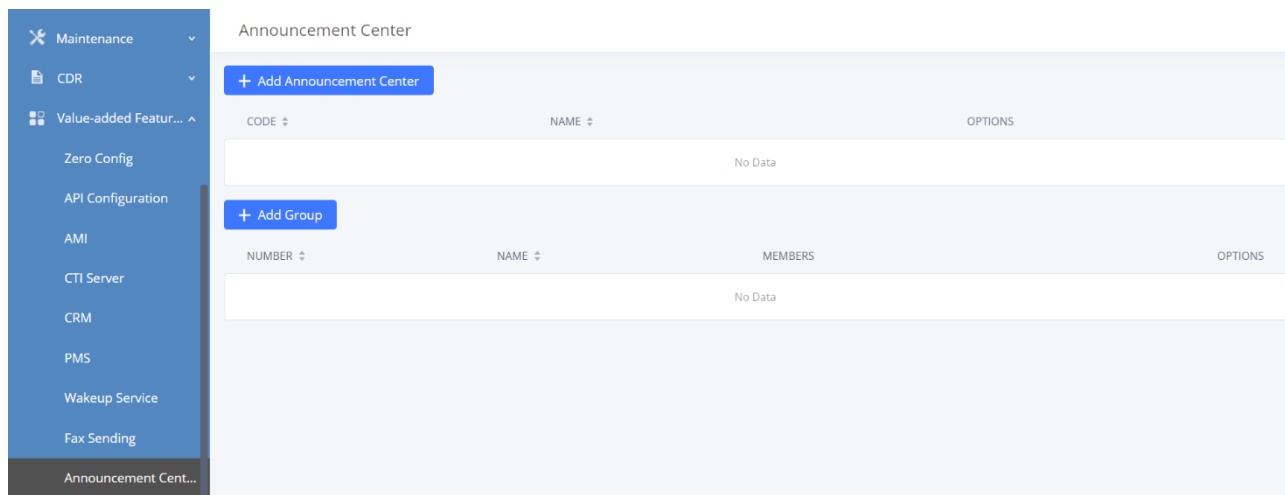 Maintenance
CDR
Value-added Featur...
Zero Config
API Configuration
AMI
CTI Server
CRM
PMS
Wakeup Service
Fax Sending
Announcement Cent...
Announcement Center
+ Add Announcement Center
CODE NAME OPTIONS
No Data
+ Add Group
NUMBER NAME MEMBERS OPTIONS
No Data